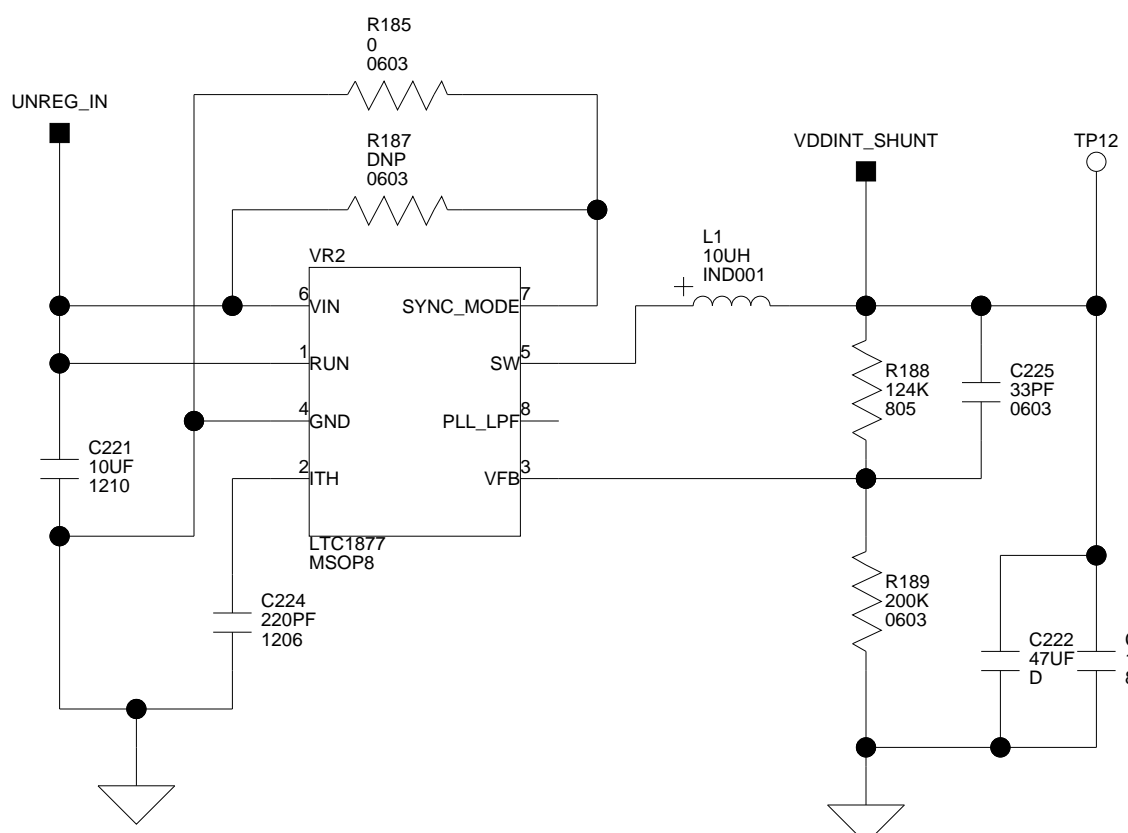 R185
0
0603
UNREG_IN
R187
DNP
0603
VDDINT_SHUNT
TP12
L1
10UH
IND001
+
VR2
6
VIN
SYNC_MODE
7
1
RUN
SW
5
4
GND
PLL_LPF
8
2
ITH
VFB
3
LTC1877
MSOP8
R188
124K
805
C225
33PF
0603
C221
10UF
1210
C224
220PF
1206
R189
200K
0603
C222
47UF
D